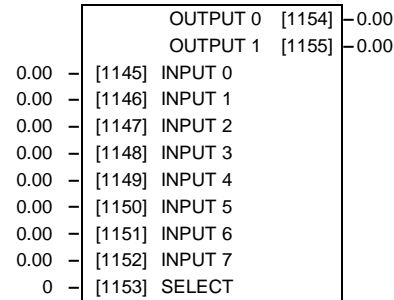 OUTPUT 0 [1154] 0.00
OUTPUT 1 [1155] 0.00
0.00 [1145] INPUT 0
0.00 [1146] INPUT 1
0.00 [1147] INPUT 2
0.00 [1148] INPUT 3
0.00 [1149] INPUT 4
0.00 [1150] INPUT 5
0.00 [1151] INPUT 6
0.00 [1152] INPUT 7
0 [1153] SELECT